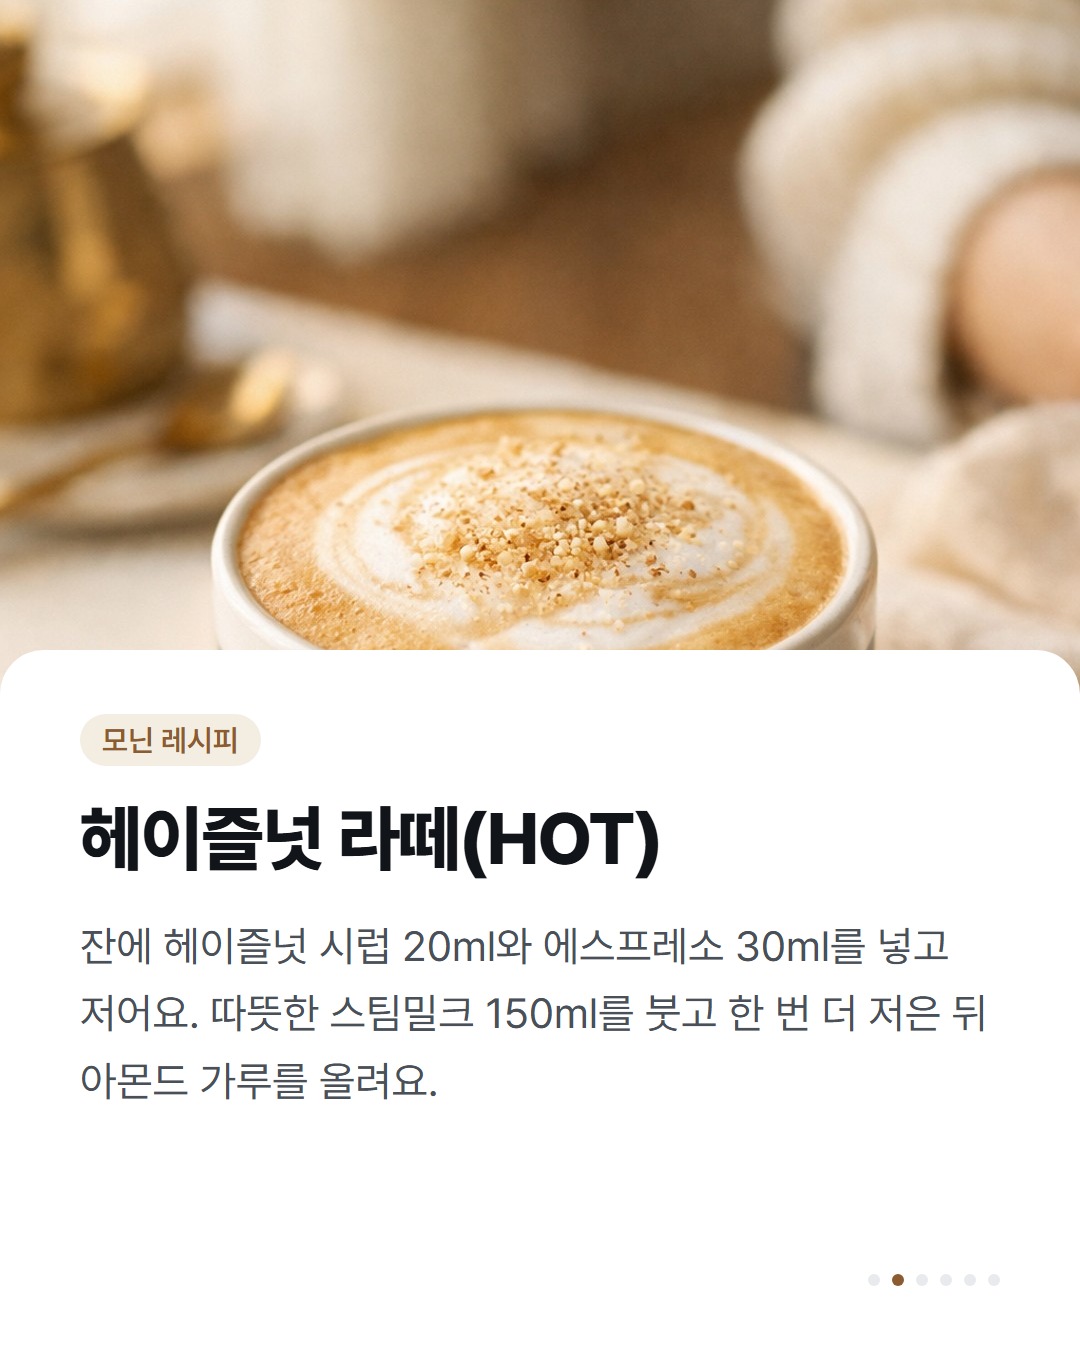 모닌 레시피
헤이즐넛 라떼(HOT)
잔에 헤이즐넛 시럽 20ml와 에스프레소 30ml를 넣고
저어요. 따뜻한 스팀밀크 150ml를 붓고 한 번 더 저은 뒤
아몬드 가루를 올려요.